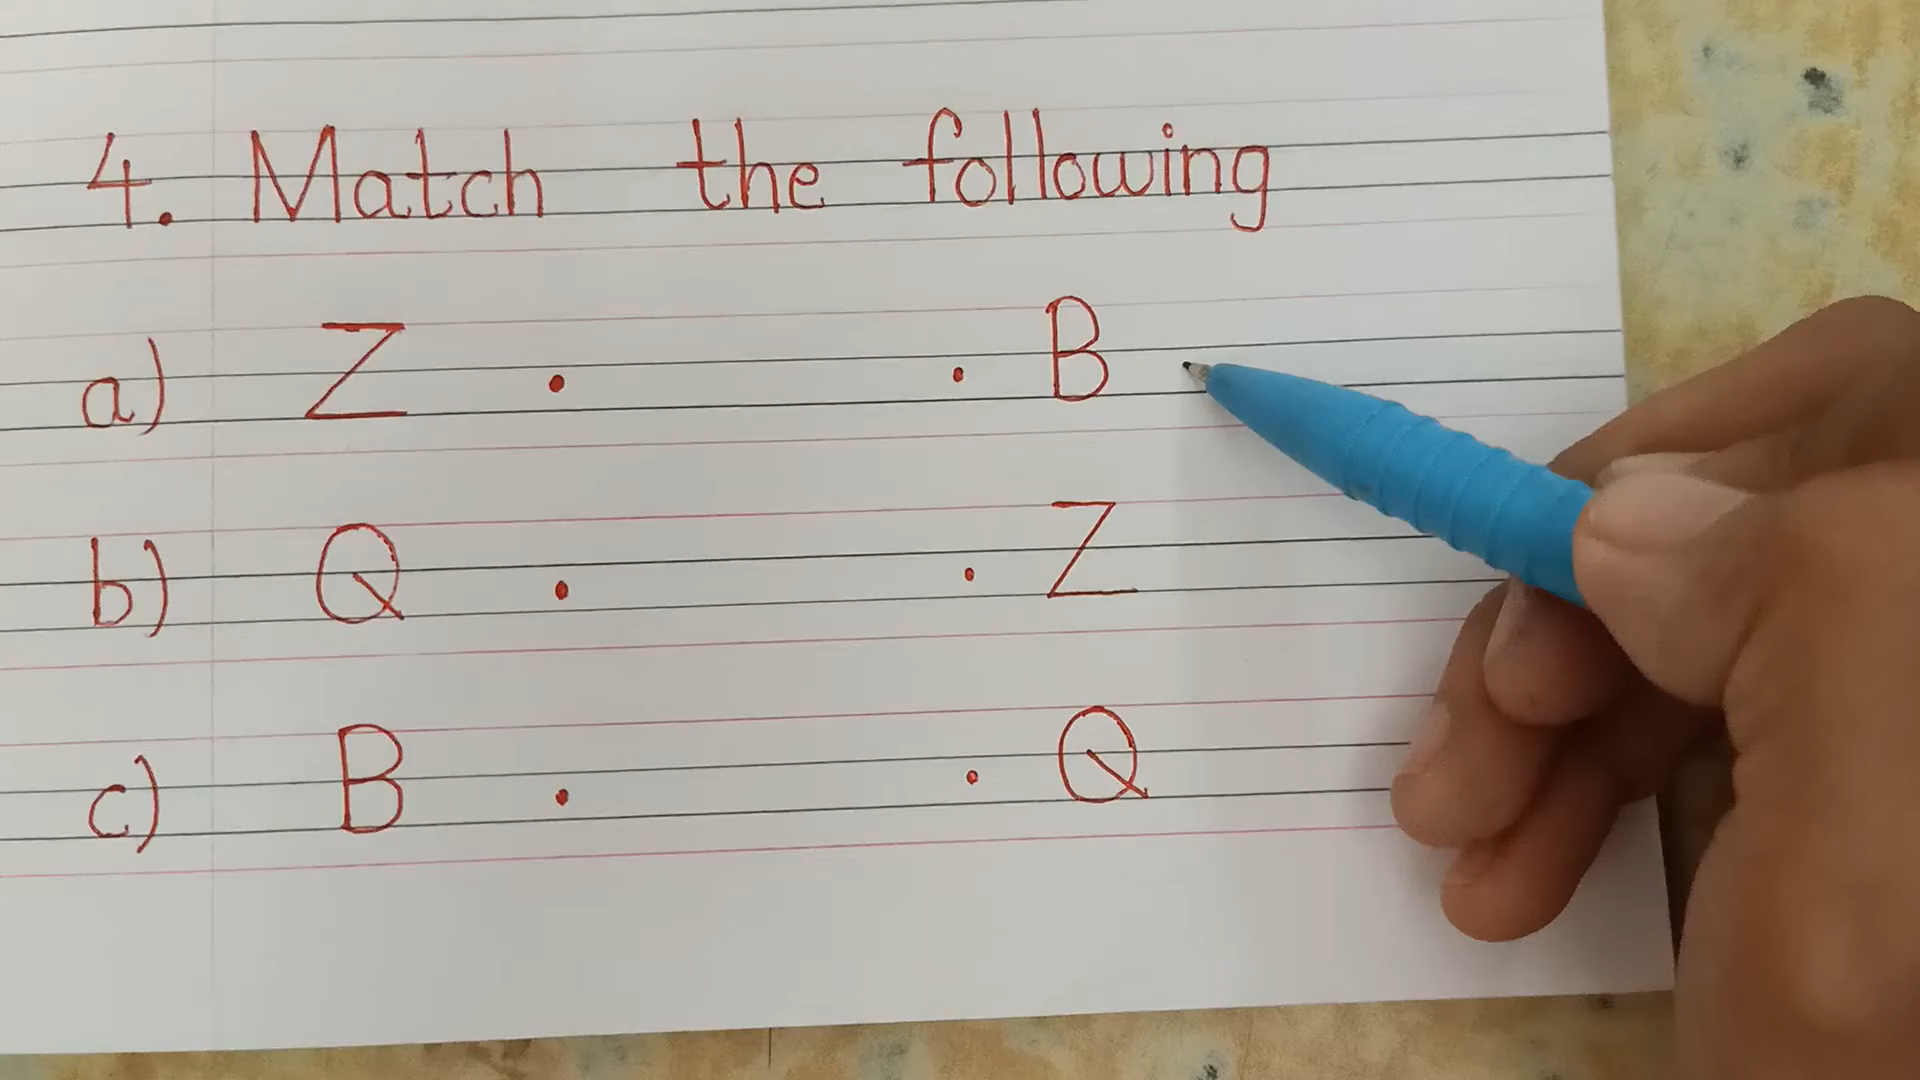 4. Match the following
a) Z . . B
b) Q . . Z
c) B . . Q